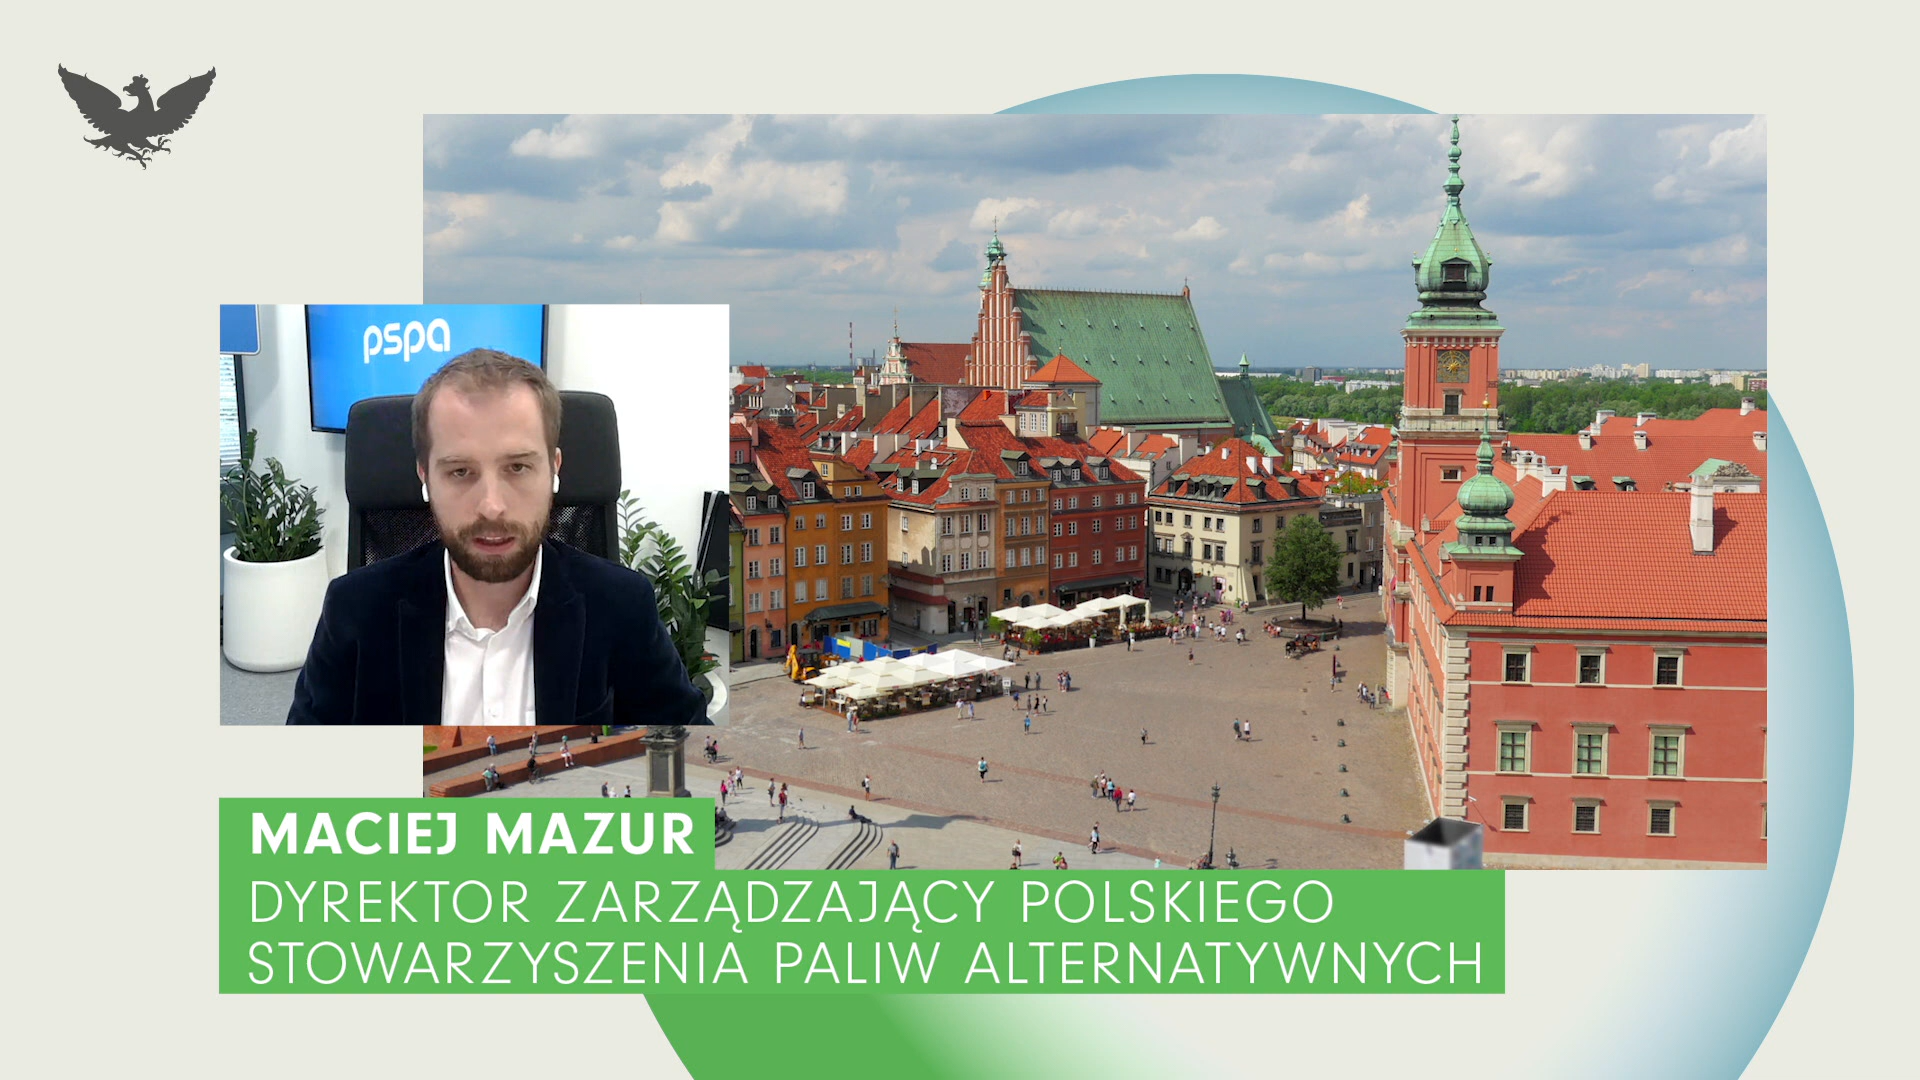 pspa
MACIEJ MAZUR
DYREKTOR ZARZĄDZAJĄCY POLSKIEGO
STOWARZYSZENIA PALIW ALTERNATYWNYCH